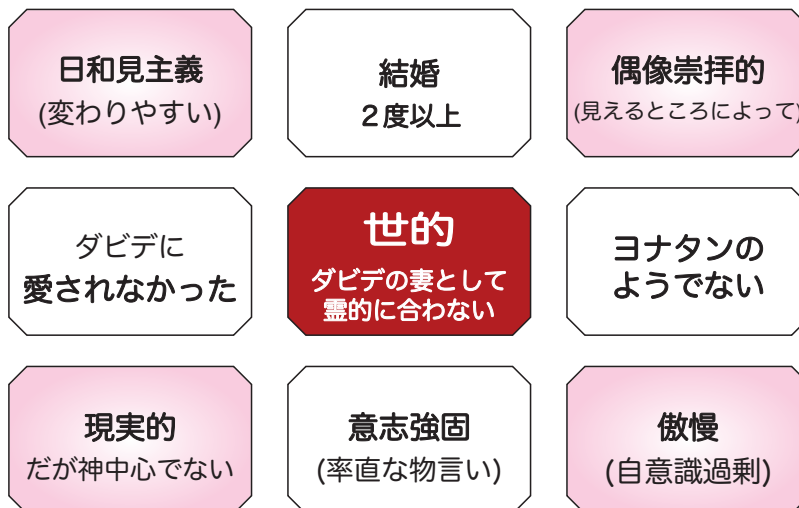 日和見主義
(変わりやすい)
結婚
２度以上
偶像崇拝的
(見えるところによって)
ダビデに
愛されなかった
世的
ダビデの妻として
霊的に合わない
ヨナタンの
ようでない
現実的
だが神中心でない
意志強固
(率直な物言い)
傲慢
(自意識過剰)